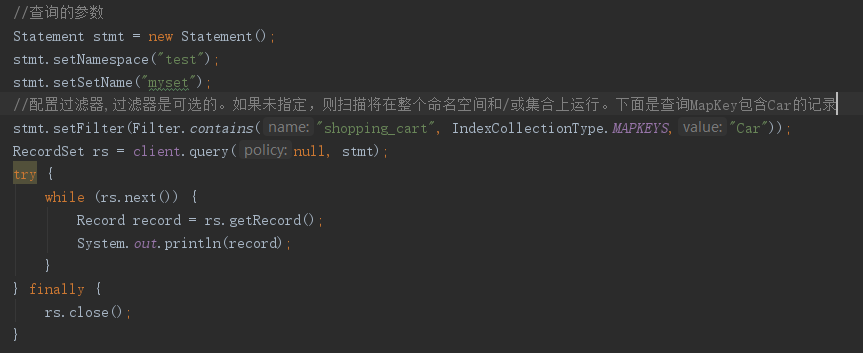 //查询的参数
Statement stmt = new Statement();
stmt.setNamespace("test");
stmt.setSetName("myset");
//配置过滤器,过滤器是可选的。如果未指定，则扫描将在整个命名空间和/或集合上运行。下面是查询MapKey包含Car的记录
stmt.setFilter(Filter.contains( name: "shopping_cart", IndexCollectionType.MAPKEYS, value: "Car"));
RecordSet rs = client.query( policy: null, stmt);
try {
    while (rs.next()) {
        Record record = rs.getRecord();
        System.out.println(record);
    }
} finally {
    rs.close();
}